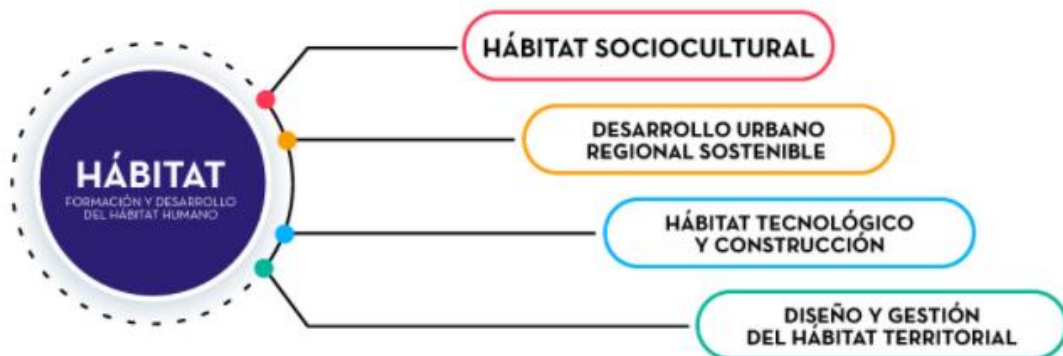 HÁBITAT
FORMACIÓN Y DESARROLLO
DEL HÁBITAT HUMANO
HÁBITAT SOCIOCULTURAL
DESARROLLO URBANO
REGIONAL SOSTENIBLE
HÁBITAT TECNOLÓGICO
Y CONSTRUCCIÓN
DISEÑO Y GESTIÓN
DEL HÁBITAT TERRITORIAL